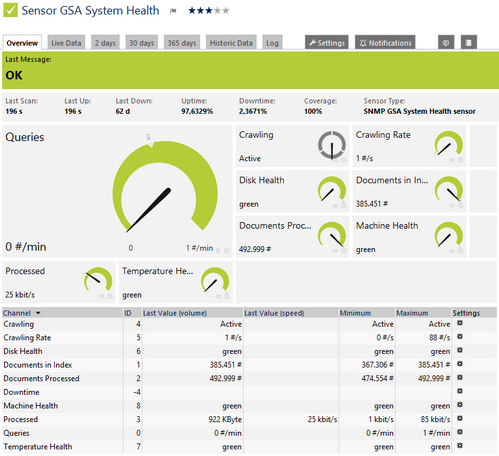 Sensor GSA System Health
Overview Live Data 2 days 30 days 365 days Historic Data Log Settings Notifications
Last Message:
OK
Last Scan: Last Up: Last Down: Uptime: Downtime: Coverage: Sensor Type:
196 s 196 s 62 d 97,6329% 2,3671% 100% SNMP GSA System Health sensor
Queries
0 #/min
0 1 #/min
Crawling
Active
Crawling Rate
1 #/s
Disk Health
green
Documents in In...
385.451 #
Documents Proc...
492.999 #
Machine Health
green
Processed
25 kbit/s
Temperature He...
green
Channel ID Last Value (volume) Last Value (speed) Minimum Maximum Settings
Crawling 4 Active Active Active
Crawling Rate 5 1 #/s 0 #/s 88 #/s
Disk Health 6 green green green
Documents in Index 1 385.451 # 367.306 # 385.451 #
Documents Processed 2 492.999 # 474.554 # 492.999 #
Downtime -4
Machine Health 8 green green green
Processed 3 922 KByte 25 kbit/s 1 kbit/s 85 kbit/s
Queries 0 0 #/min 0 #/min 1 #/min
Temperature Health 7 green green green